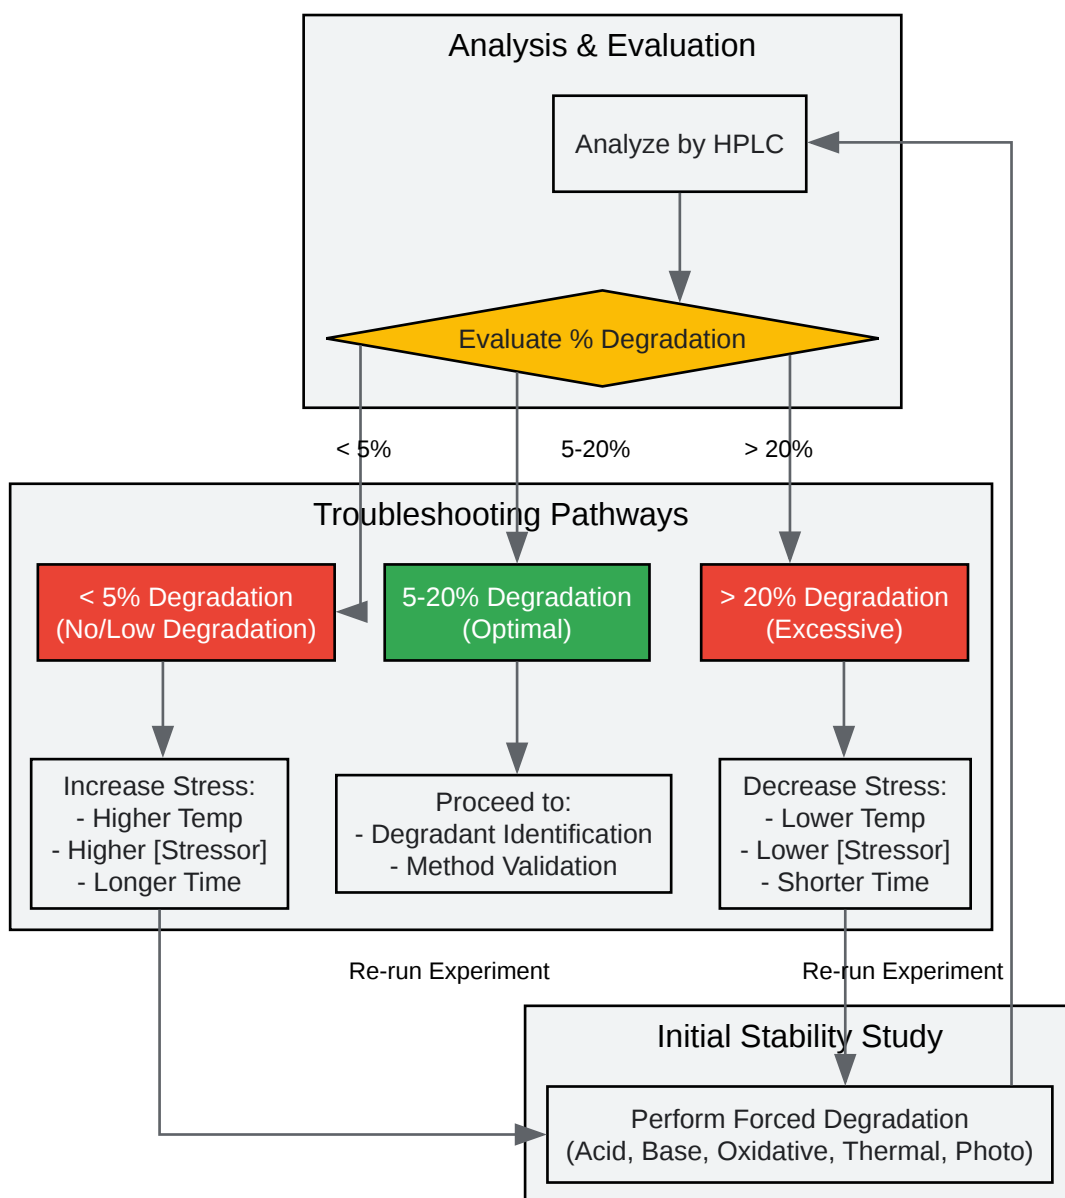 Analysis & Evaluation
Analyze by HPLC
Evaluate % Degradation
< 5%
5-20%
> 20%
Troubleshooting Pathways
< 5% Degradation
(No/Low Degradation)
5-20% Degradation
(Optimal)
> 20% Degradation
(Excessive)
Increase Stress:
- Higher Temp
- Higher [Stressor]
- Longer Time
Proceed to:
- Degradant Identification
- Method Validation
Decrease Stress:
- Lower Temp
- Lower [Stressor]
- Shorter Time
Re-run Experiment
Re-run Experiment
Initial Stability Study
Perform Forced Degradation
(Acid, Base, Oxidative, Thermal, Photo)